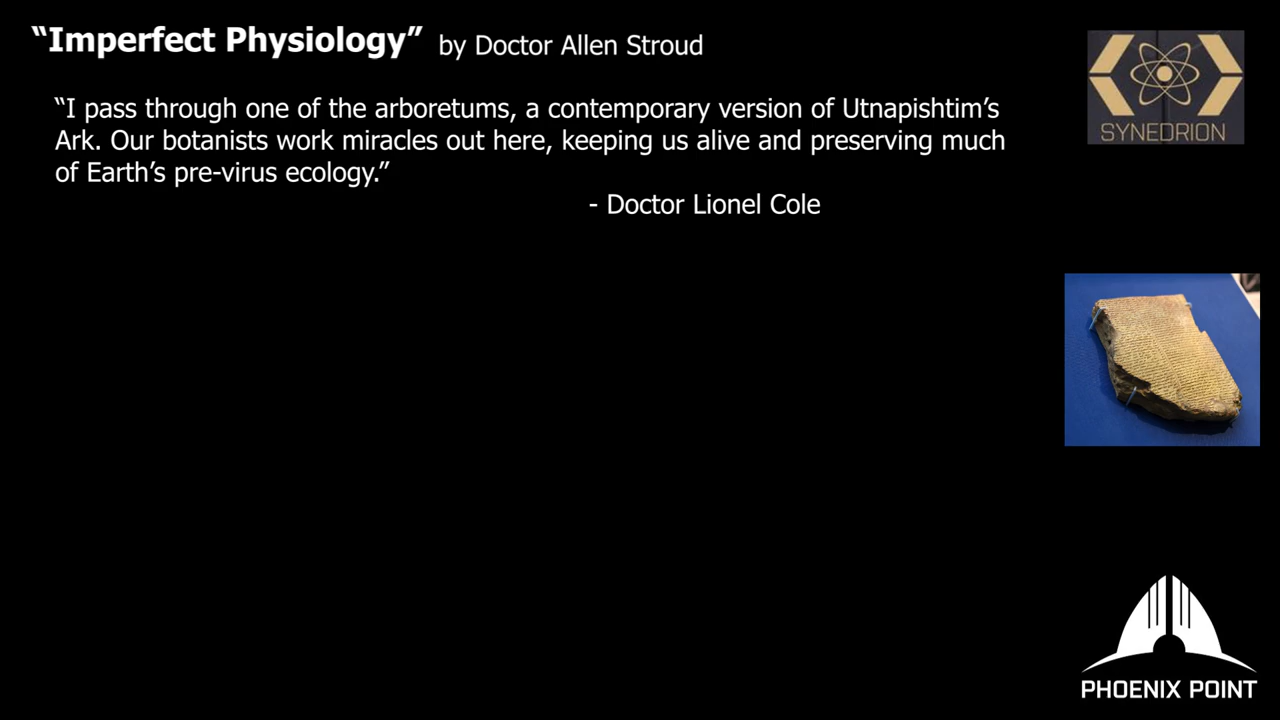 “Imperfect Physiology” by Doctor Allen Stroud
SYNEDRION
“I pass through one of the arboretums, a contemporary version of Utnapishtim’s
Ark. Our botanists work miracles out here, keeping us alive and preserving much
of Earth’s pre-virus ecology.”
- Doctor Lionel Cole
PHOENIX POINT